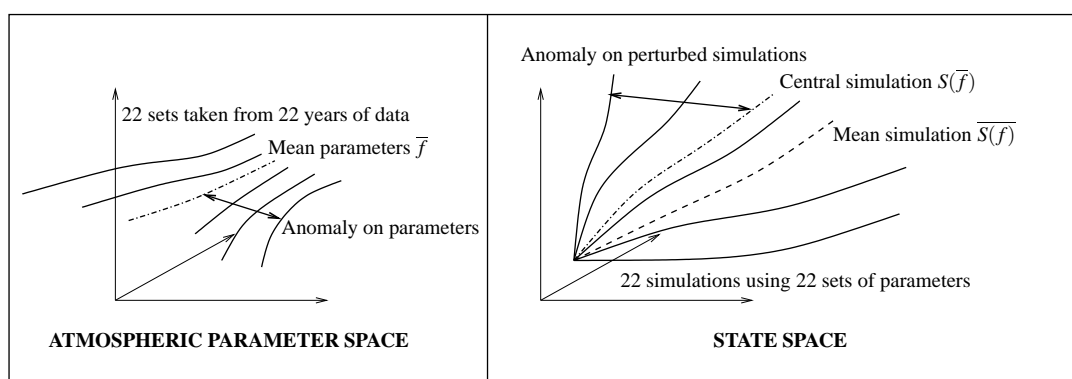 22 sets taken from 22 years of data
Mean parameters f̅
Anomaly on parameters
ATMOSPHERIC PARAMETER SPACE
Anomaly on perturbed simulations
Central simulation S(f̅)
Mean simulation S̅(̅f̅)̅
22 simulations using 22 sets of parameters
STATE SPACE